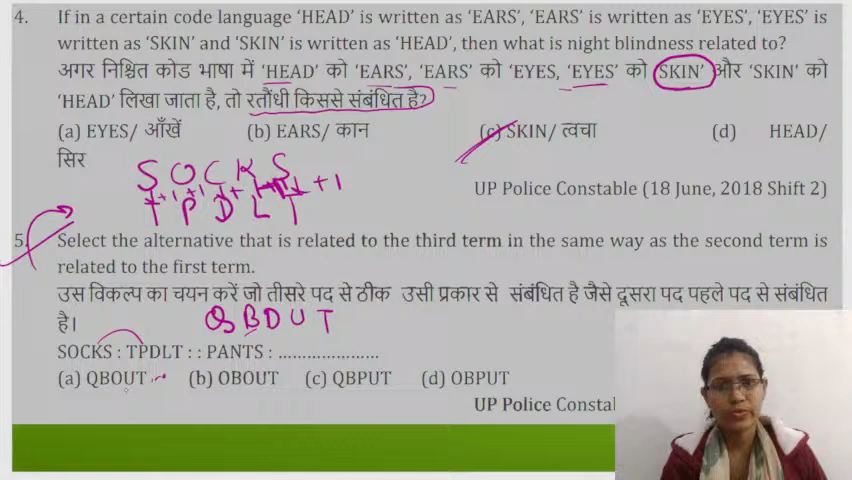 4. If in a certain code language ‘HEAD’ is written as ‘EARS’, ‘EARS’ is written as ‘EYES’, ‘EYES’ is
written as ‘SKIN’ and ‘SKIN’ is written as ‘HEAD’, then what is night blindness related to?
अगर निश्चित कोड भाषा में ‘HEAD’ को ‘EARS’, ‘EARS’ को ‘EYES, ‘EYES’ को SKIN’ और ‘SKIN’ को
‘HEAD’ लिखा जाता है, तो रतौंधी किससे संबंधित है?
(a) EYES/ आँखें (b) EARS/ कान (c) SKIN/ त्वचा (d) HEAD/
सिर
S O C K S
+1 +1 +1
T P D L T
UP Police Constable (18 June, 2018 Shift 2)
5. Select the alternative that is related to the third term in the same way as the second term is
related to the first term.
उस विकल्प का चयन करें जो तीसरे पद से ठीक उसी प्रकार से संबंधित है जैसे दूसरा पद पहले पद से संबंधित
है।
Q B D U T
SOCKS : TPDLT : : PANTS : .......................
(a) QBOUT (b) OBOUT (c) QBPUT (d) OBPUT
UP Police Consta